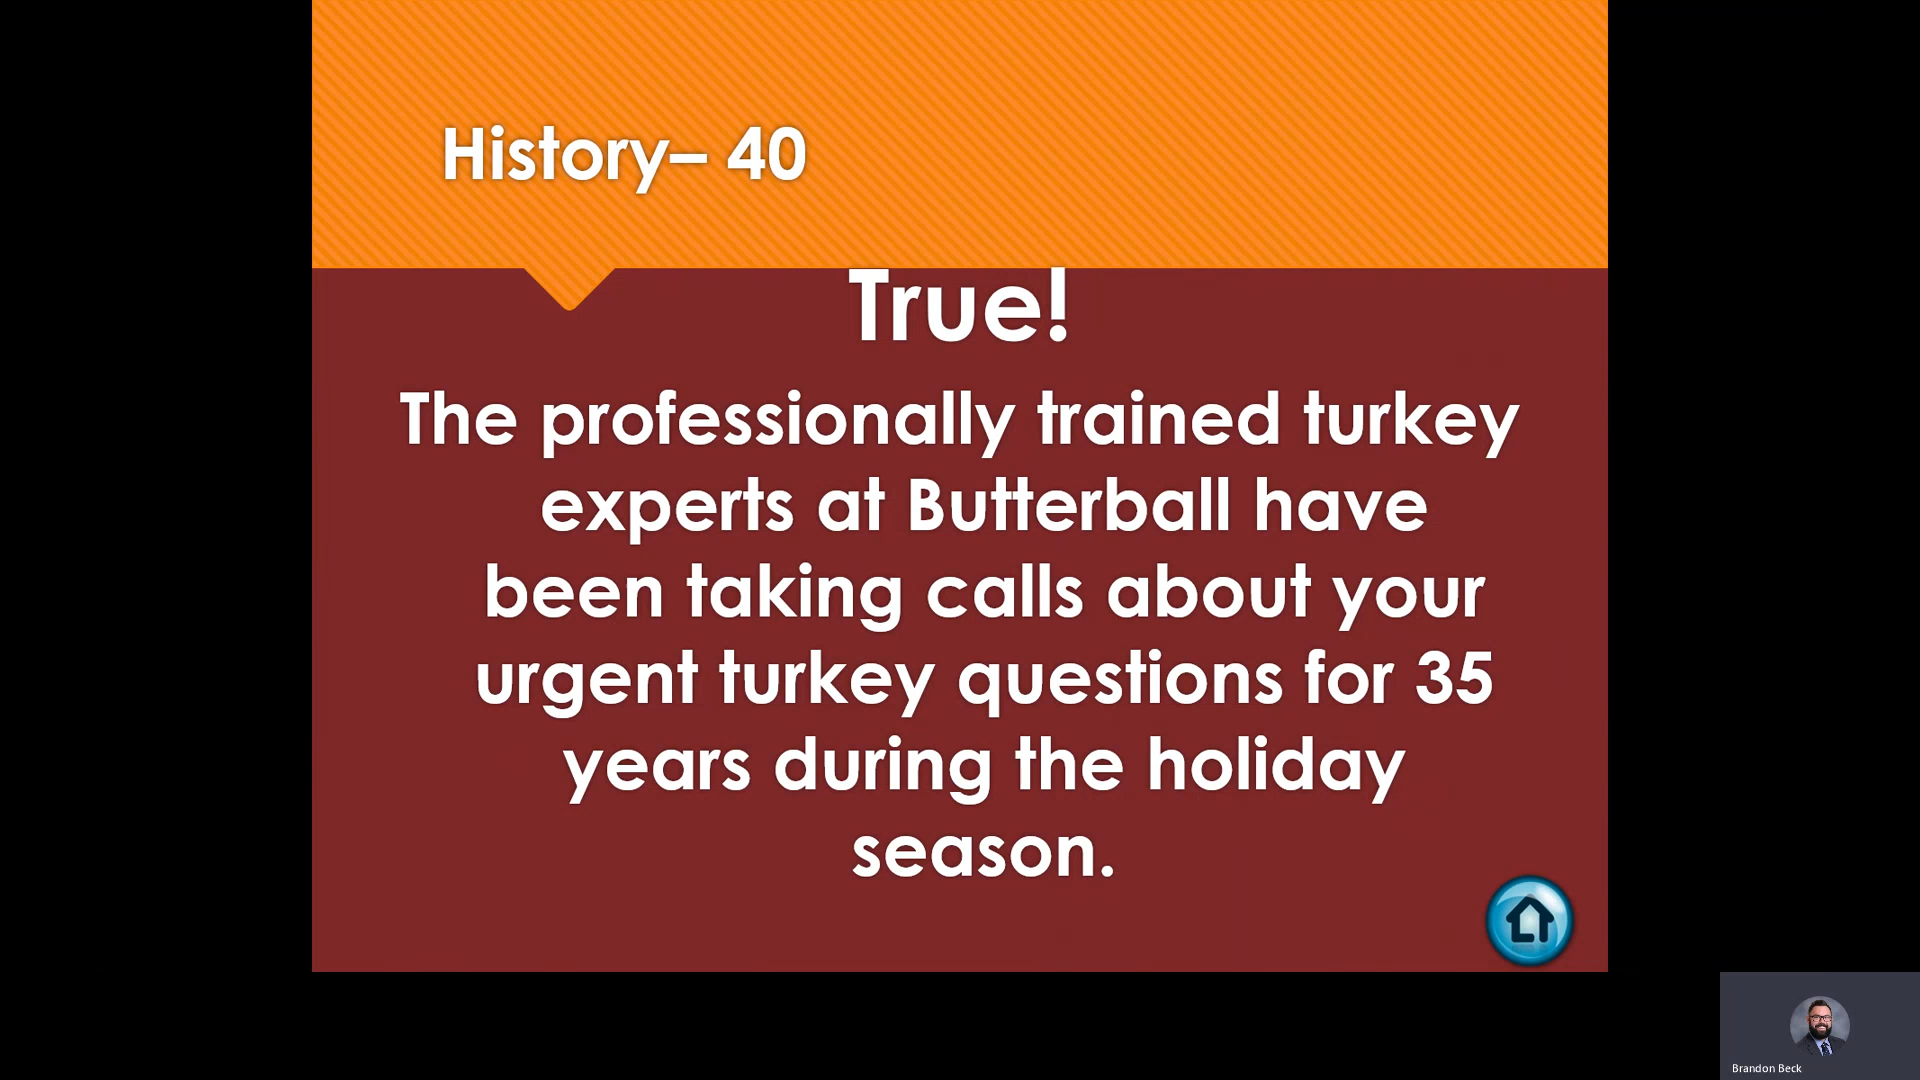 History– 40
True!
The professionally trained turkey
experts at Butterball have
been taking calls about your
urgent turkey questions for 35
years during the holiday
season.
Brandon Beck